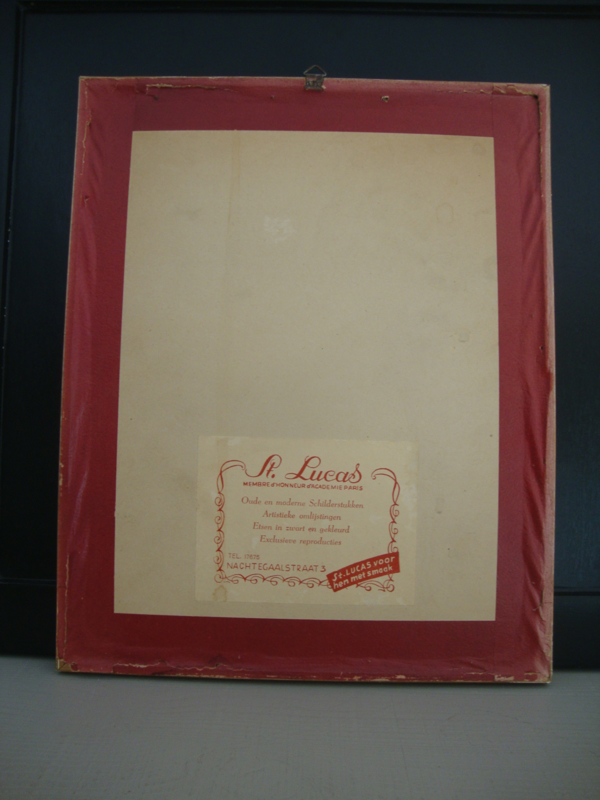 St. Lucas
MEMBRE d'HONNEUR d'ACADEMIE PARIS
Oude en moderne Schilderstukken
Artistieke omlijstingen
Etsen in zwart en gekleurd
Exclusieve reproducties
TEL.
NACHTEGAALSTRAAT 3
St. LUCAS voor
hen met smaak